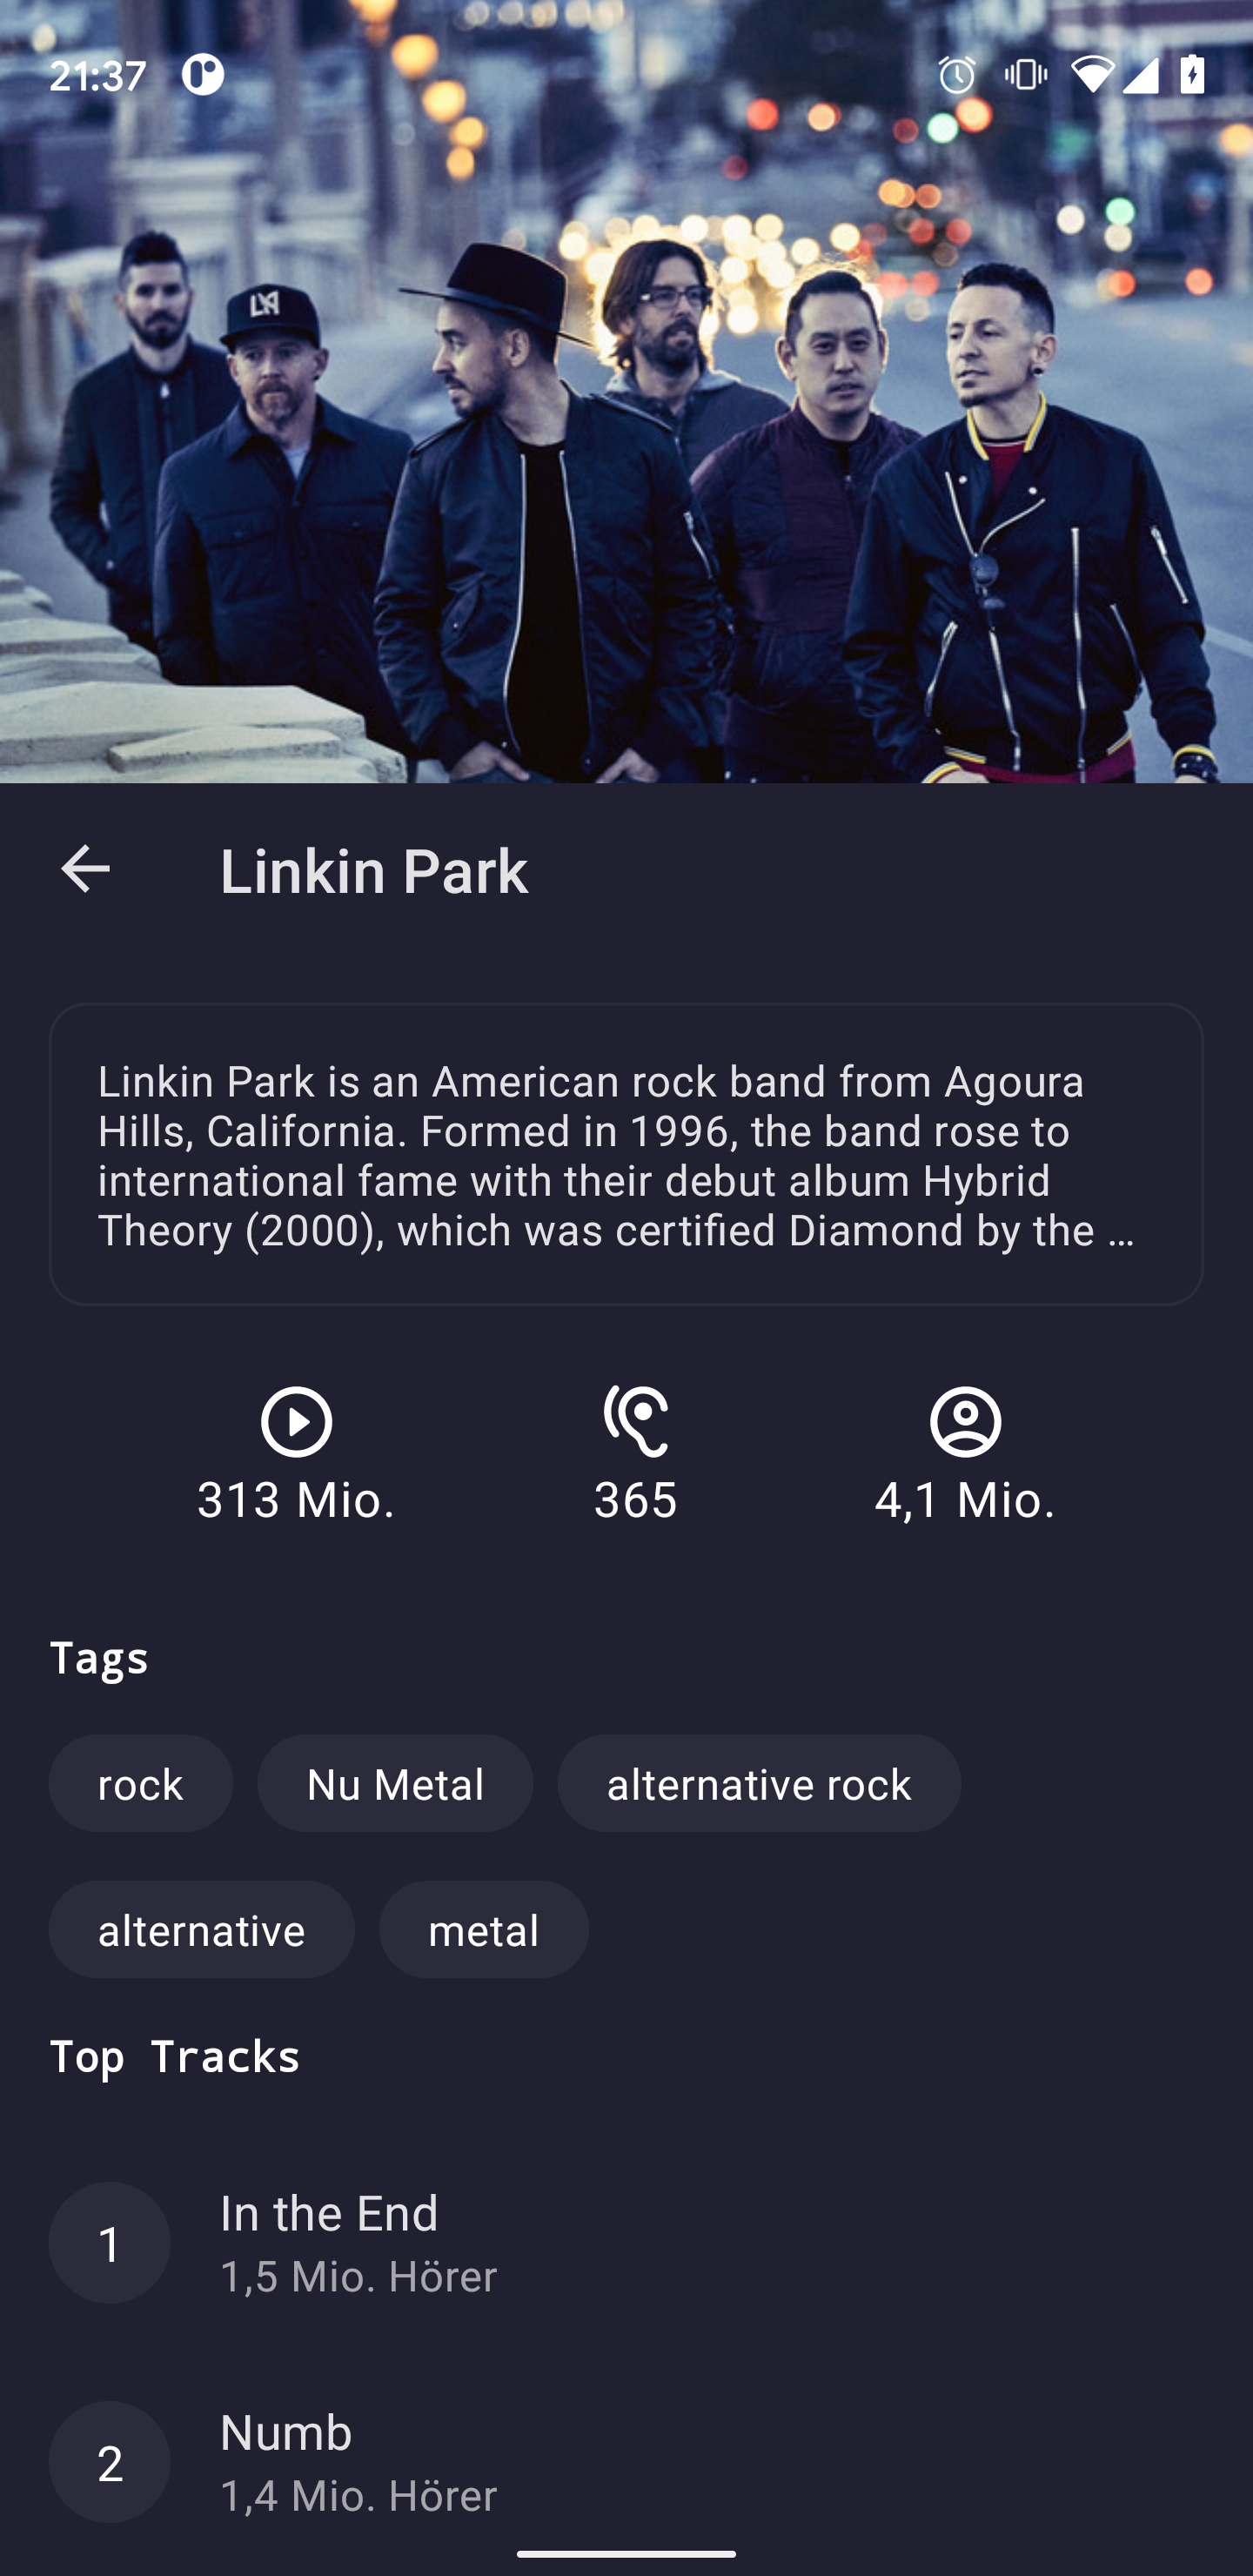 21:37
LA
Linkin Park
Linkin Park is an American rock band from Agoura
Hills, California. Formed in 1996, the band rose to
international fame with their debut album Hybrid
Theory (2000), which was certified Diamond by the …
313 Mio.
365
4,1 Mio.
Tags
rock
Nu Metal
alternative rock
alternative
metal
Top Tracks
1
In the End
1,5 Mio. Hörer
2
Numb
1,4 Mio. Hörer